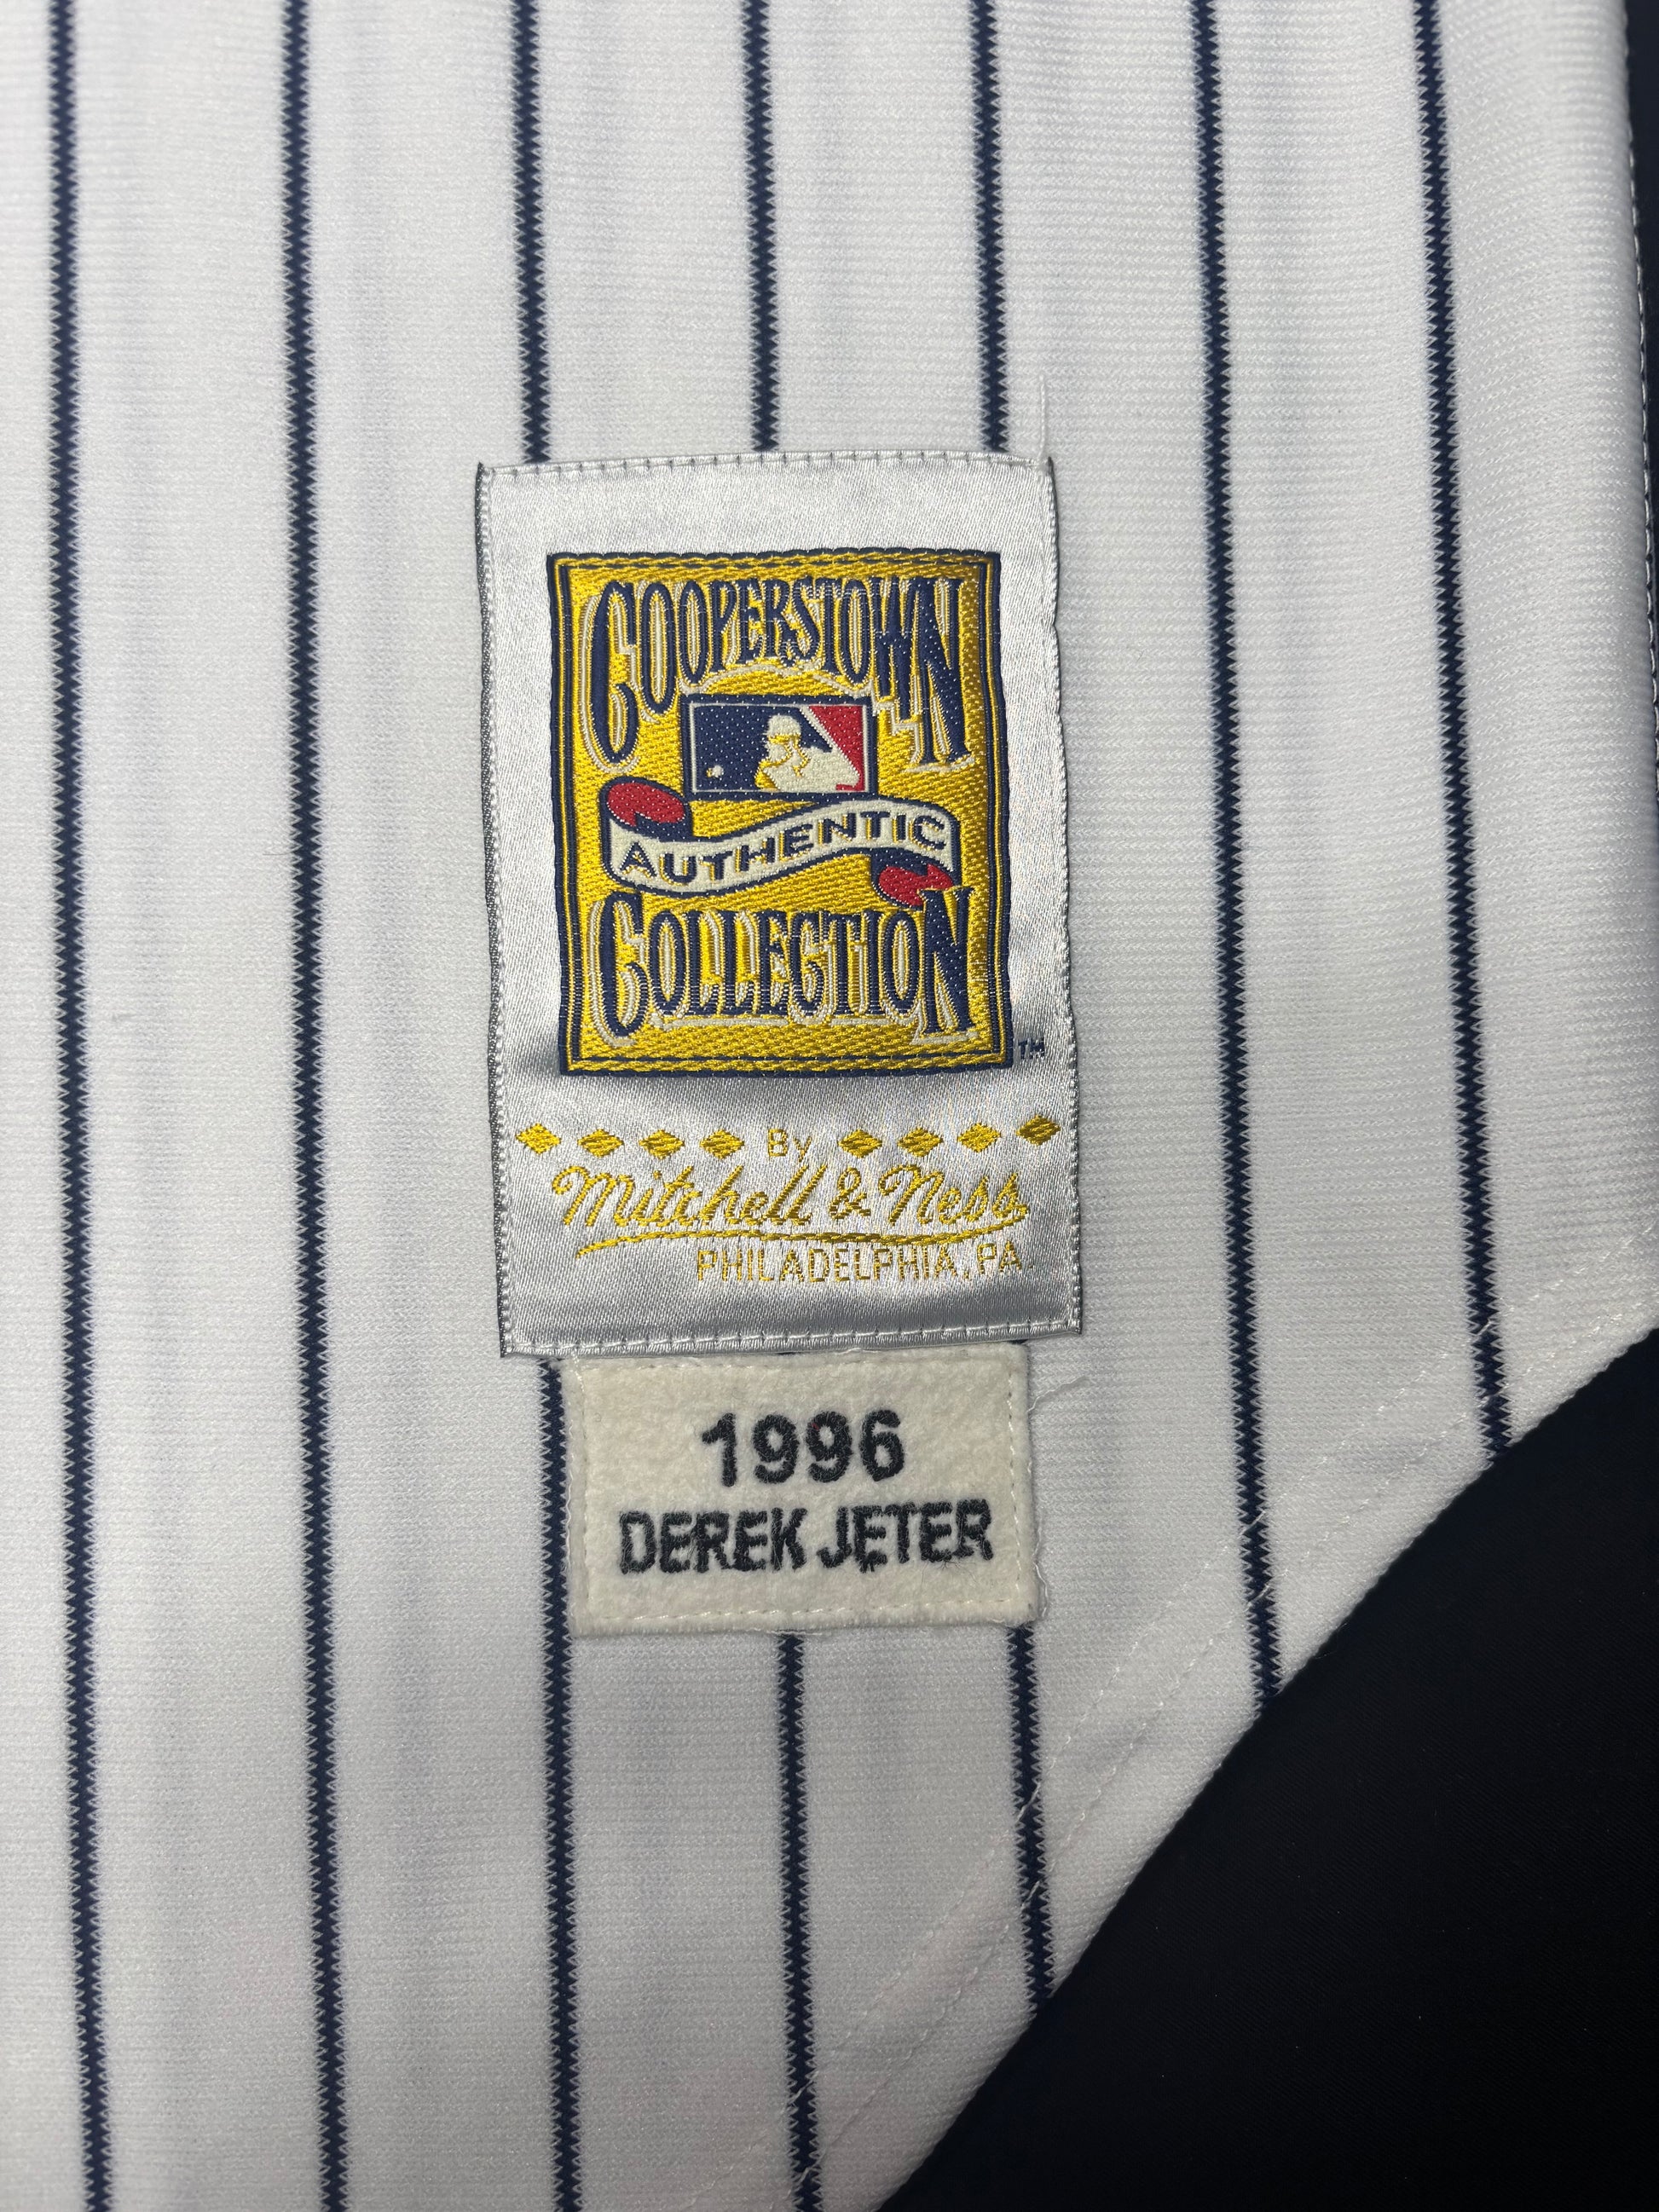 COOPERSTOWN
AUTHENTIC
COLLECTION
TM
By
Mitchell & Ness
PHILADELPHIA, PA.
1996
DEREK JETER